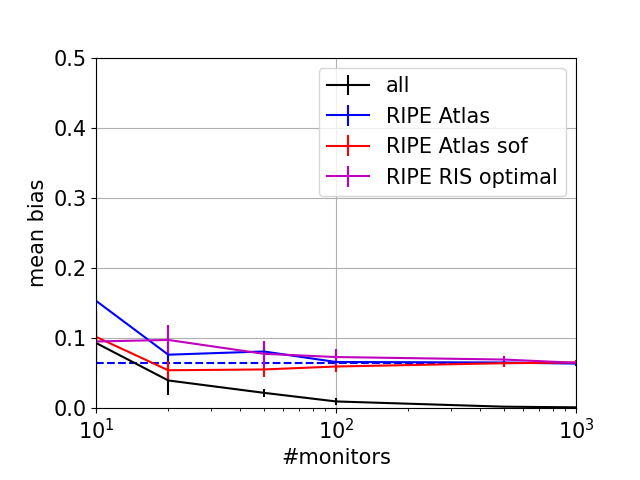 0.5
0.4
0.3
0.2
0.1
0.0
mean bias
all
RIPE Atlas
RIPE Atlas sof
RIPE RIS optimal
10¹ 10² 10³
#monitors